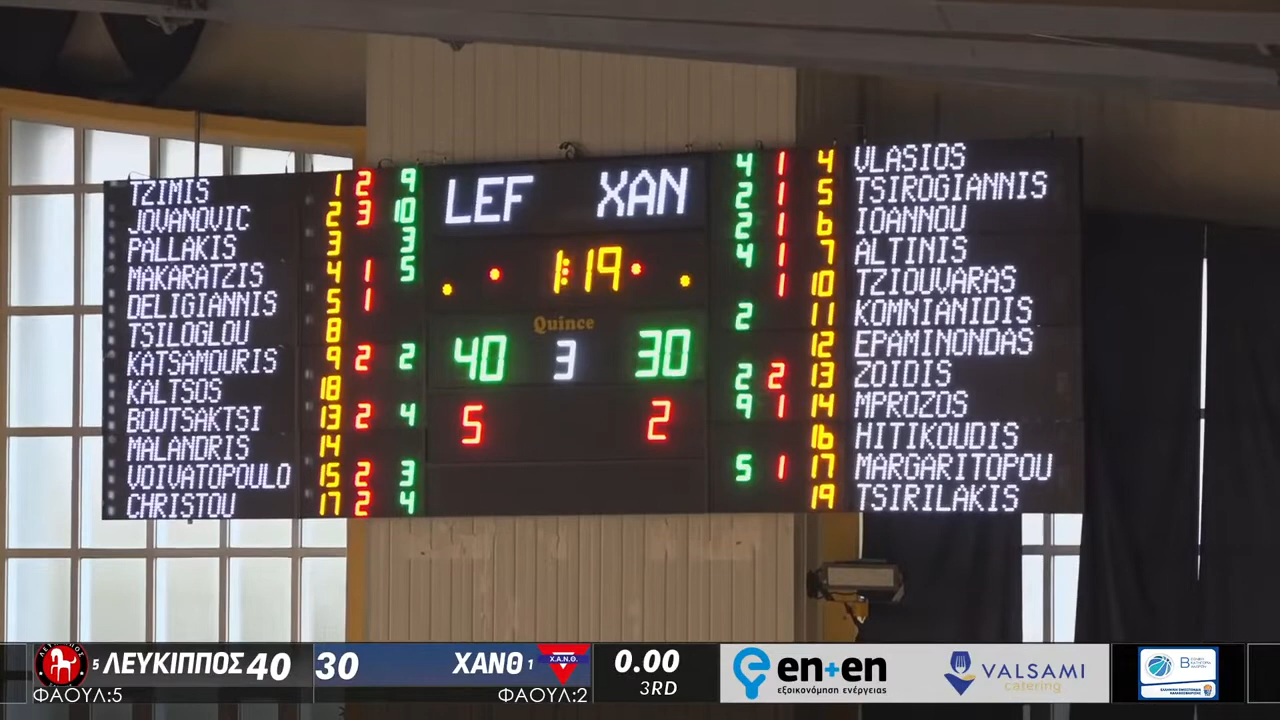 LEF XAN
1:19
Quince
40 3 30
5 2
TZIMIS 1 2 9
JOVANOVIC 2 3 10
PALLAKIS 3 3
MAKARATZIS 4 1 5
DELIGIANNIS 5 1
TSILOGLOU 8
KATSAMOURIS 9 2 2
KALTSOS 18
BOUTSAKTSI 13 2 4
MALANDRIS 14
VOIVATOPOULO 15 2 3
CHRISTOU 17 2 4
4 1 4 VLASIOS
2 1 5 TSIROGIANNIS
2 1 6 IOANNOU
4 1 7 ALTINIS
1 10 TZIOUVARAS
2 11 KOMNIANIDIS
12 EPAMINONDAS
2 2 13 ZOIDIS
9 1 14 MPROZOS
16 HITIKOUDIS
5 1 17 MARGARITOPOU
19 TSIRILAKIS
5 ΛΕΥΚΙΠΠΟΣ 40
30 ΧΑΝΘ 1
Χ.Α.Ν.Θ.
ΦΑΟΥΛ:5
ΦΑΟΥΛ:2
0.00
3RD
en+en
εξοικονόμηση ενέργειας
VALSAMI
catering